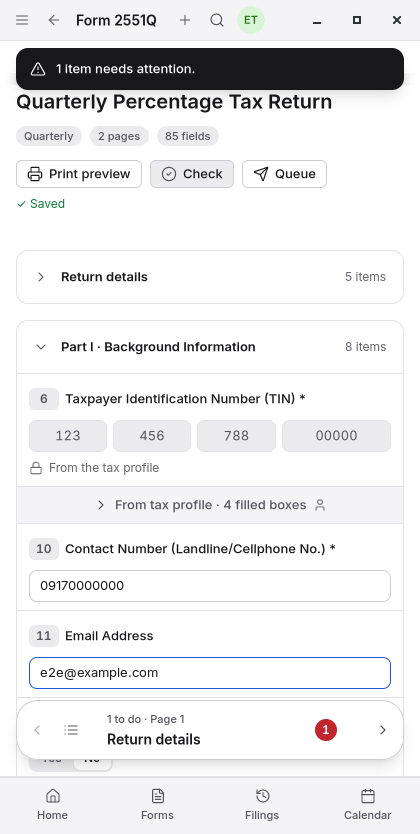 Form 2551Q
ET
1 item needs attention.
Quarterly Percentage Tax Return
Quarterly
2 pages
85 fields
Print preview
Check
Queue
Saved
Return details
5 items
Part I · Background Information
8 items
6
Taxpayer Identification Number (TIN) *
123
456
788
00000
From the tax profile
From tax profile · 4 filled boxes
10
Contact Number (Landline/Cellphone No.) *
09170000000
11
Email Address
e2e@example.com
1 to do · Page 1
Return details
1
Yes
No
Home
Forms
Filings
Calendar